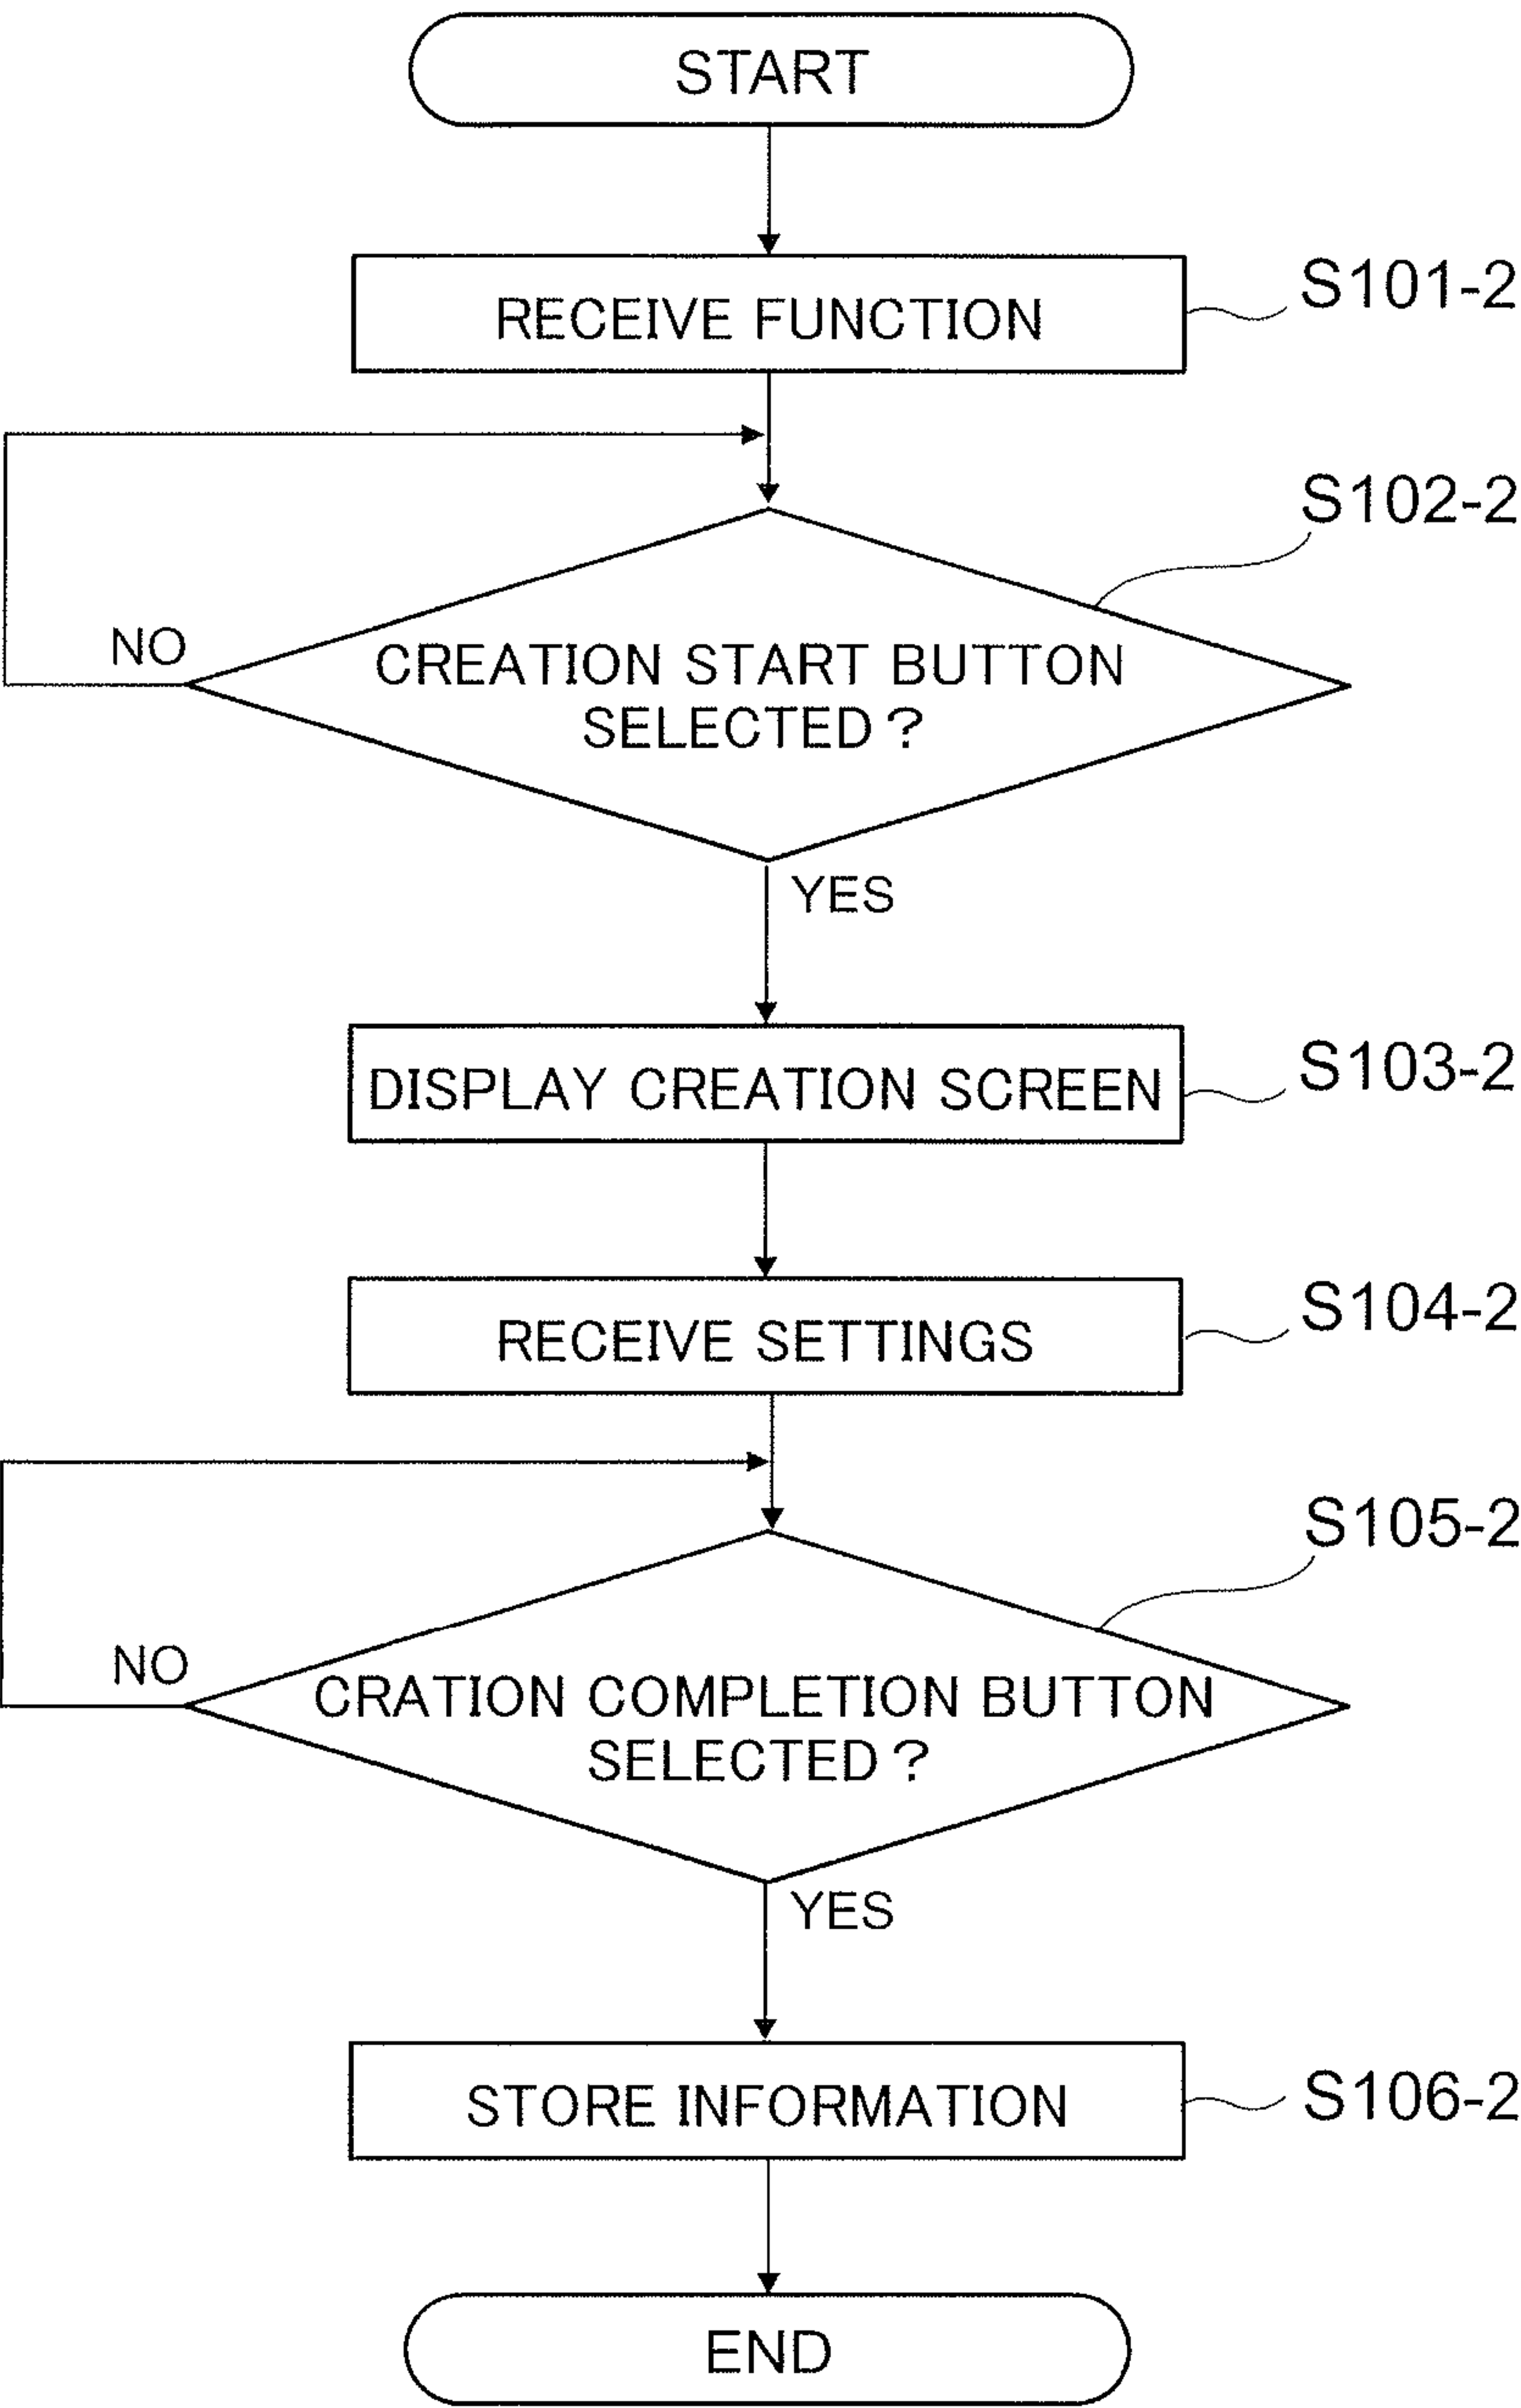 START
RECEIVE FUNCTION
S101-2
S102-2
NO
CREATION START BUTTON
SELECTED ?
YES
DISPLAY CREATION SCREEN
S103-2
RECEIVE SETTINGS
S104-2
S105-2
NO
CRATION COMPLETION BUTTON
SELECTED ?
YES
STORE INFORMATION
S106-2
END